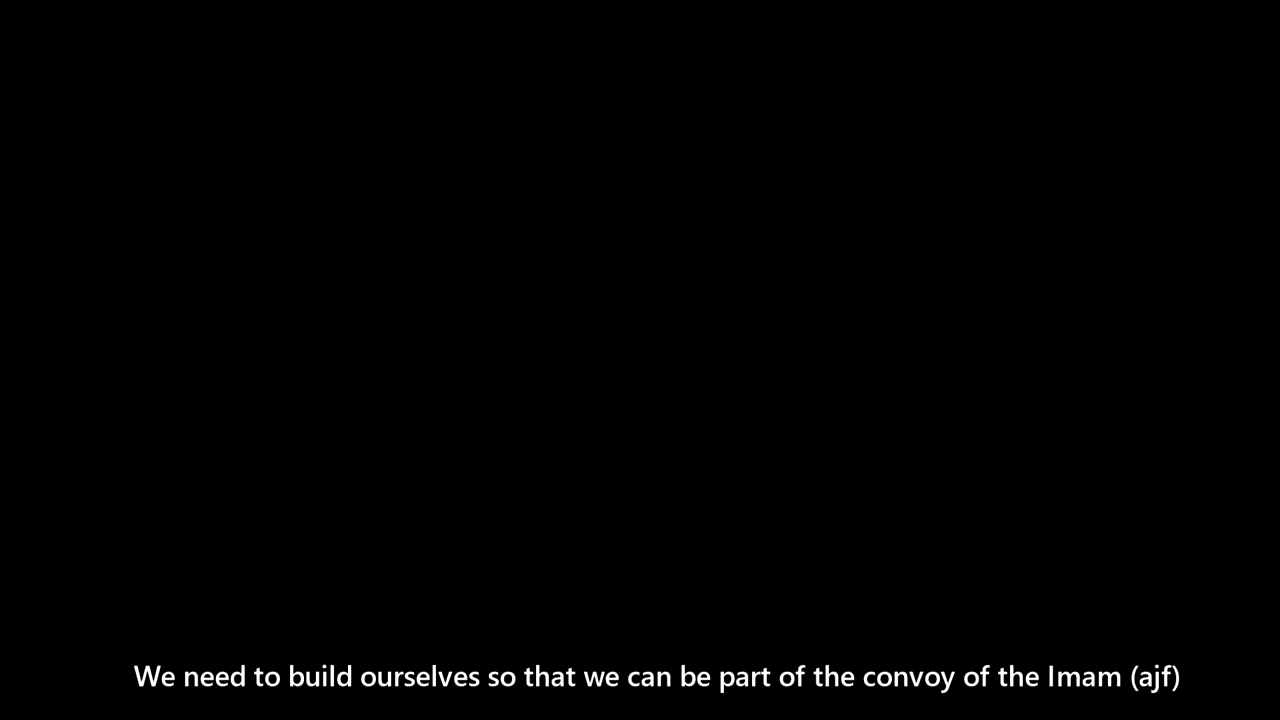 We need to build ourselves so that we can be part of the convoy of the Imam (ajf)